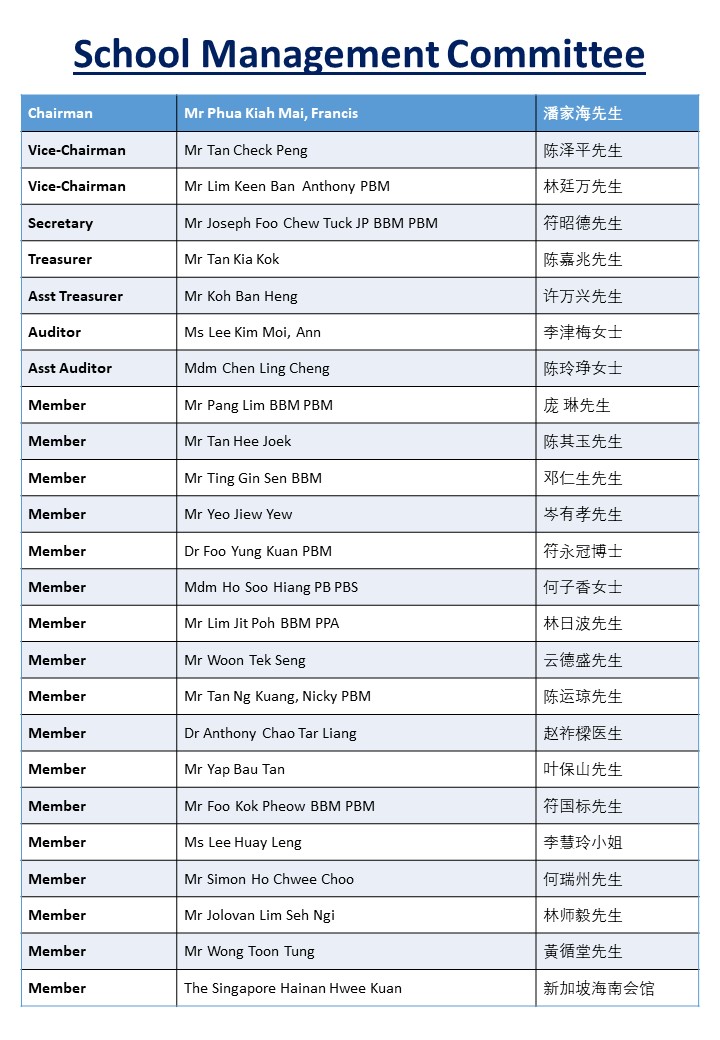 School Management Committee
Chairman Mr Phua Kiah Mai, Francis 潘家海先生
Vice-Chairman Mr Tan Check Peng 陈泽平先生
Vice-Chairman Mr Lim Keen Ban Anthony PBM 林廷万先生
Secretary Mr Joseph Foo Chew Tuck JP BBM PBM 符昭德先生
Treasurer Mr Tan Kia Kok 陈嘉兆先生
Asst Treasurer Mr Koh Ban Heng 许万兴先生
Auditor Ms Lee Kim Moi, Ann 李津梅女士
Asst Auditor Mdm Chen Ling Cheng 陈玲琤女士
Member Mr Pang Lim BBM PBM 庞 琳先生
Member Mr Tan Hee Joek 陈其玉先生
Member Mr Ting Gin Sen BBM 邓仁生先生
Member Mr Yeo Jiew Yew 岑有孝先生
Member Dr Foo Yung Kuan PBM 符永冠博士
Member Mdm Ho Soo Hiang PB PBS 何子香女士
Member Mr Lim Jit Poh BBM PPA 林日波先生
Member Mr Woon Tek Seng 云德盛先生
Member Mr Tan Ng Kuang, Nicky PBM 陈运琼先生
Member Dr Anthony Chao Tar Liang 赵祚樑医生
Member Mr Yap Bau Tan 叶保山先生
Member Mr Foo Kok Pheow BBM PBM 符国标先生
Member Ms Lee Huay Leng 李慧玲小姐
Member Mr Simon Ho Chwee Choo 何瑞州先生
Member Mr Jolovan Lim Seh Ngi 林师毅先生
Member Mr Wong Toon Tung 黃循堂先生
Member The Singapore Hainan Hwee Kuan 新加坡海南会馆